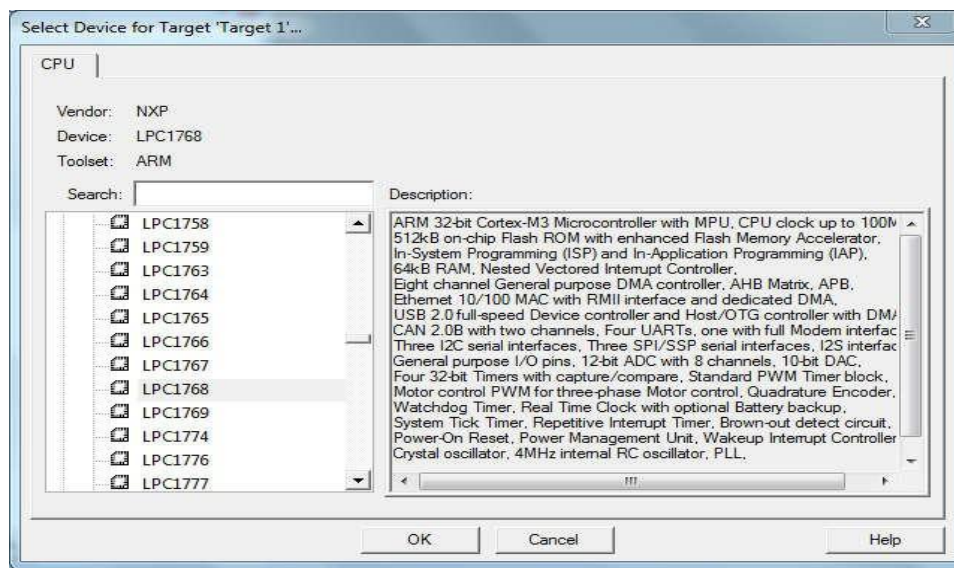 Select Device for Target 'Target 1'...
CPU
Vendor: NXP
Device: LPC1768
Toolset: ARM
Search:
LPC1758
LPC1759
LPC1763
LPC1764
LPC1765
LPC1766
LPC1767
LPC1768
LPC1769
LPC1774
LPC1776
LPC1777
Description:
ARM 32-bit Cortex-M3 Microcontroller with MPU, CPU clock up to 100M
512kB on-chip Flash ROM with enhanced Flash Memory Accelerator,
In-System Programming (ISP) and In-Application Programming (IAP),
64kB RAM, Nested Vectored Interrupt Controller,
Eight channel General purpose DMA controller, AHB Matrix, APB,
Ethernet 10/100 MAC with RMII interface and dedicated DMA,
USB 2.0 full-speed Device controller and Host/OTG controller with DMA
CAN 2.0B with two channels, Four UARTs, one with full Modem interfac
Three I2C serial interfaces, Three SPI/SSP serial interfaces, I2S interfac
General purpose I/O pins, 12-bit ADC with 8 channels, 10-bit DAC,
Four 32-bit Timers with capture/compare, Standard PWM Timer block,
Motor control PWM for three-phase Motor control, Quadrature Encoder,
Watchdog Timer, Real Time Clock with optional Battery backup,
System Tick Timer, Repetitive Interrupt Timer, Brown-out detect circuit,
Power-On Reset, Power Management Unit, Wakeup Interrupt Controller
Crystal oscillator, 4MHz internal RC oscillator, PLL,
OK
Cancel
Help